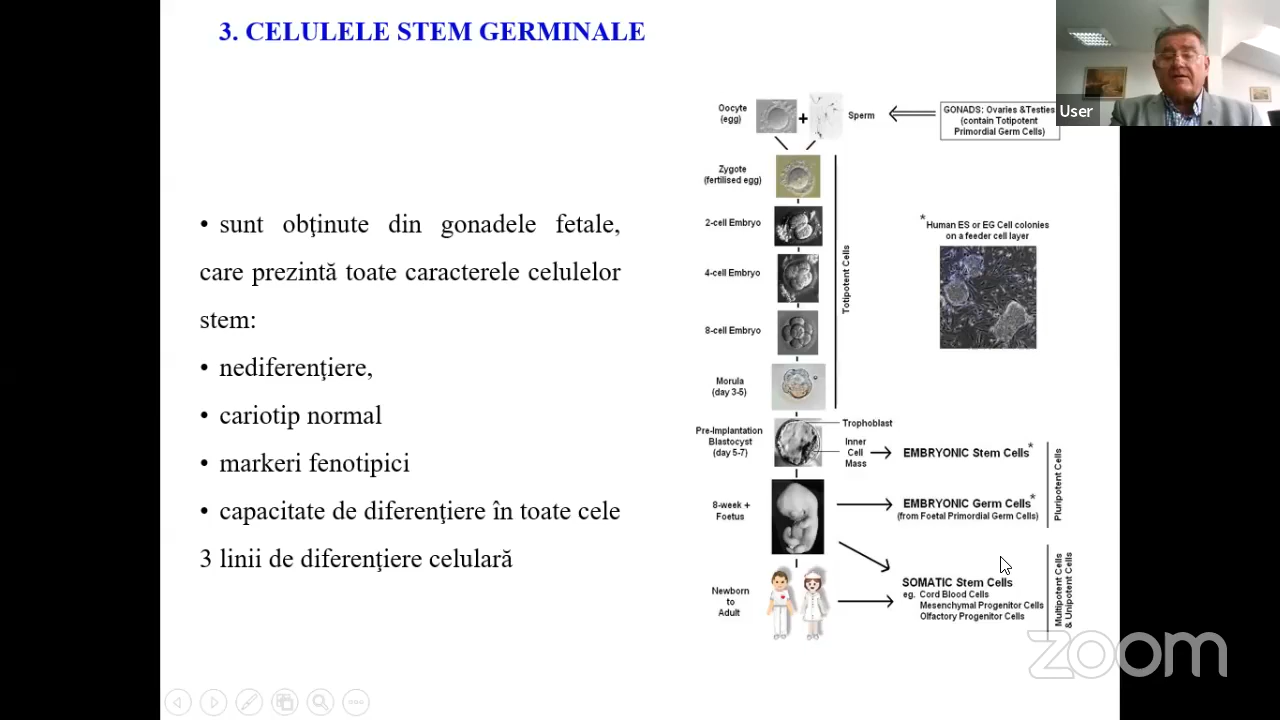 3. CELULELE STEM GERMINALE
• sunt obţinute din gonadele fetale,
care prezintă toate caracterele celulelor
stem:
• nediferenţiere,
• cariotip normal
• markeri fenotipici
• capacitate de diferenţiere în toate cele
3 linii de diferenţiere celulară
Oocyte
(egg)
+
Sperm
GONADS: Ovaries &Testies
(contain Totipotent
Primordial Germ Cells)
Zygote
(fertilised egg)
2-cell Embryo
4-cell Embryo
8-cell Embryo
Morula
(day 3-5)
Totipotent Cells
*Human ES or EG Cell colonies
on a feeder cell layer
Pre-Implantation
Blastocyst
(day 5-7)
Trophoblast
Inner
Cell
Mass
EMBRYONIC Stem Cells*
8-week +
Foetus
EMBRYONIC Germ Cells*
(from Foetal Primordial Germ Cells)
Pluripotent Cells
Newborn
to
Adult
SOMATIC Stem Cells
eg. Cord Blood Cells
Mesenchymal Progenitor Cells
Olfactory Progenitor Cells
Multipotent Cells
& Unipotent Cells
User
zoom